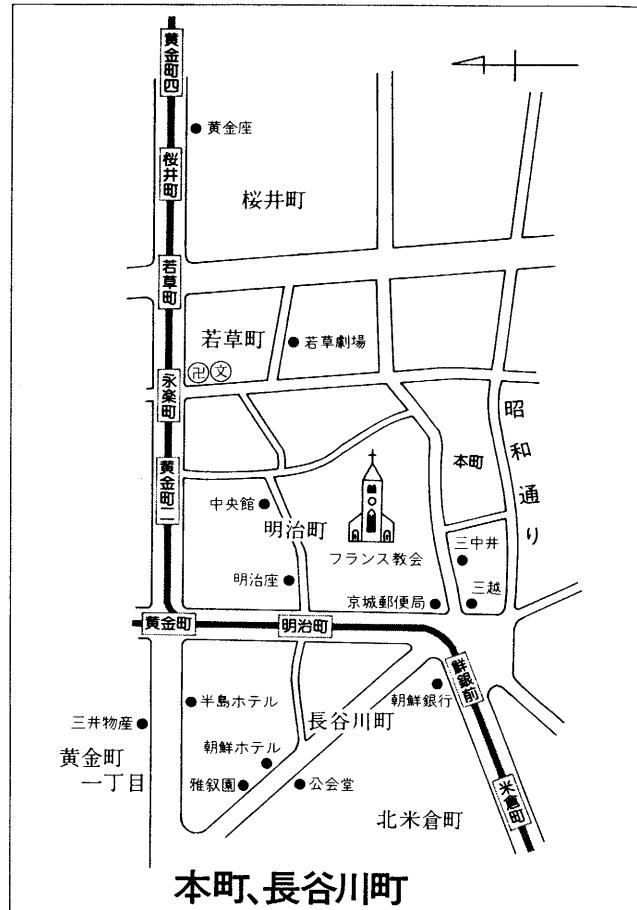 黄金町四
黄金座
桜井町
桜井町
若草町
若草町
若草劇場
卍
文
永楽町
昭和通り
本町
黄金町二
中央館
明治町
フランス教会
三中井
明治座
京城郵便局
三越
黄金町
明治町
鮮銀前
朝鮮銀行
半島ホテル
三井物産
長谷川町
黄金町
一丁目
朝鮮ホテル
雅叙園
公会堂
米倉町
北米倉町
本町、長谷川町